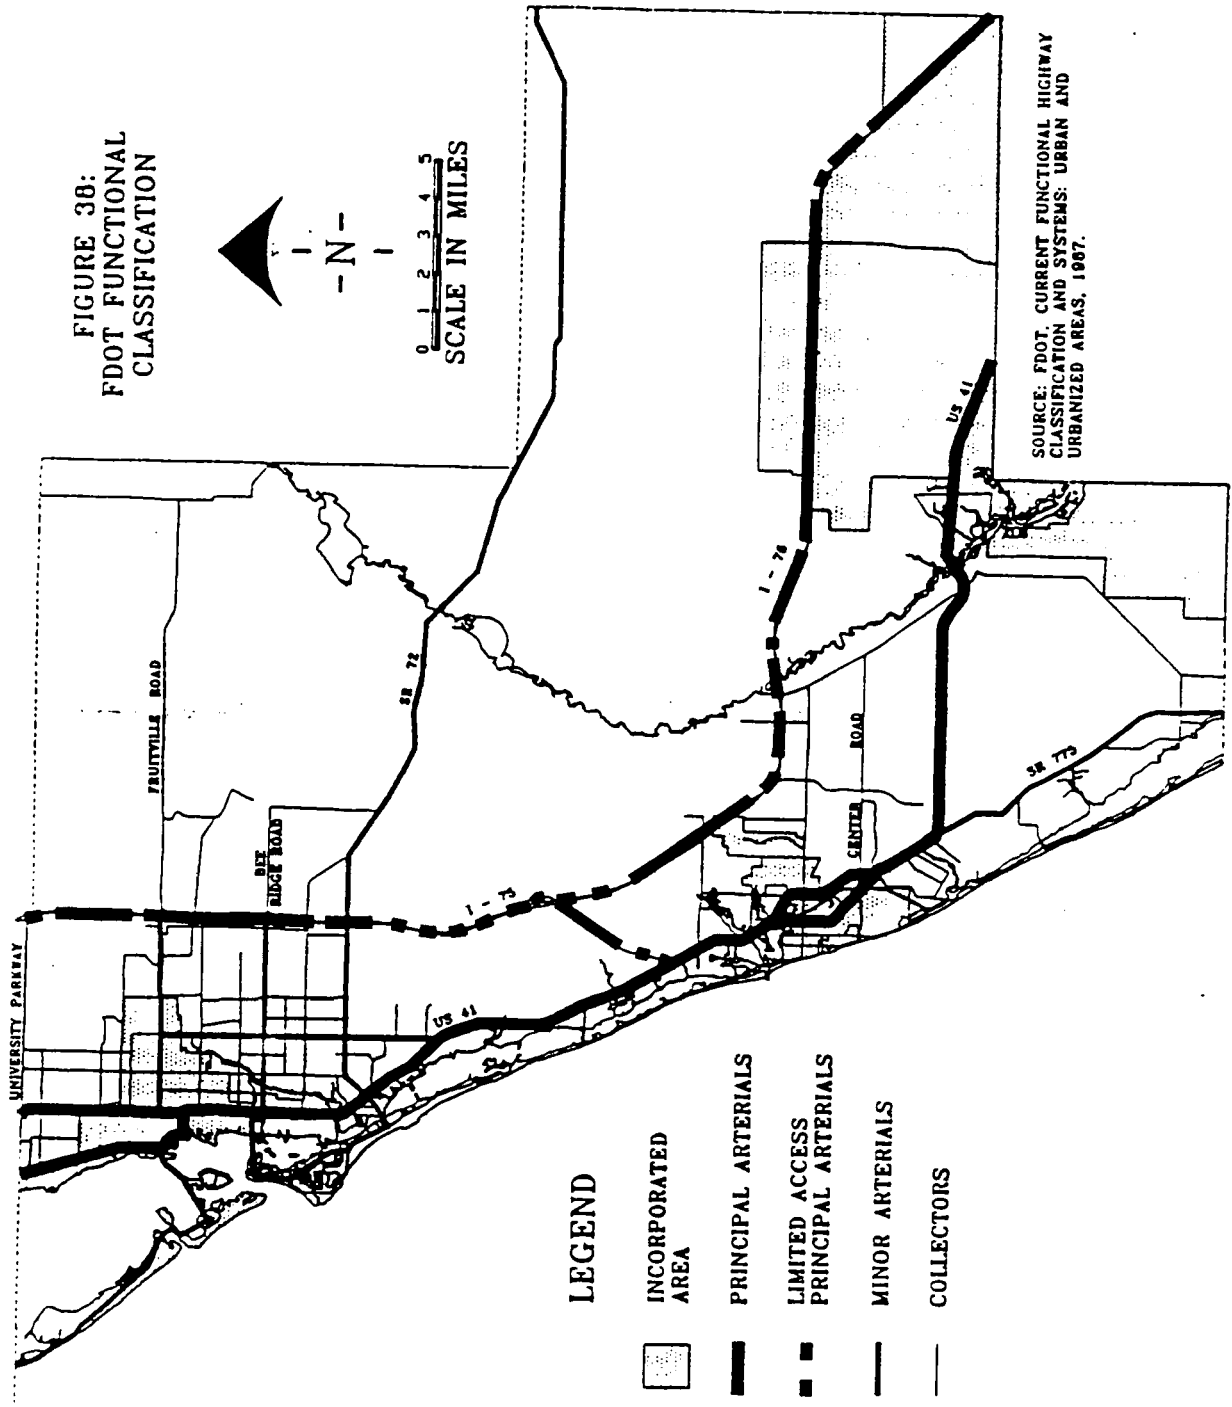 FIGURE 38:
FDOT FUNCTIONAL
CLASSIFICATION
-N-
0 1 2 3 4 5
SCALE IN MILES
UNIVERSITY PARKWAY
FRUITVILLE ROAD
BEE
RIDGE ROAD
SR 72
I - 75
US 41
I - 76
CENTER ROAD
US 41
SR 775
SOURCE: FDOT, CURRENT FUNCTIONAL HIGHWAY
CLASSIFICATION AND SYSTEMS: URBAN AND
URBANIZED AREAS, 1987.
LEGEND
INCORPORATED
AREA
PRINCIPAL ARTERIALS
LIMITED ACCESS
PRINCIPAL ARTERIALS
MINOR ARTERIALS
COLLECTORS